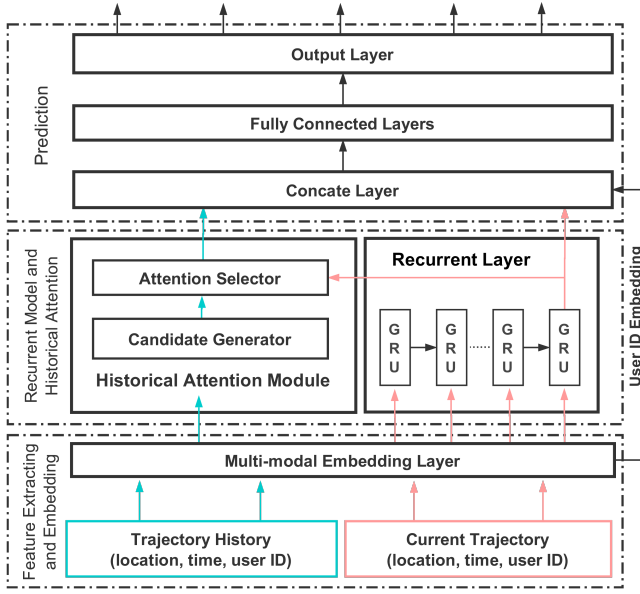 Prediction
Output Layer
Fully Connected Layers
Concate Layer
Recurrent Model and
Historical Attention
Attention Selector
Candidate Generator
Historical Attention Module
Recurrent Layer
G
R
U
G
R
U
G
R
U
G
R
U
User ID Embedding
Feature Extracting
and Embedding
Multi-modal Embedding Layer
Trajectory History
(location, time, user ID)
Current Trajectory
(location, time, user ID)